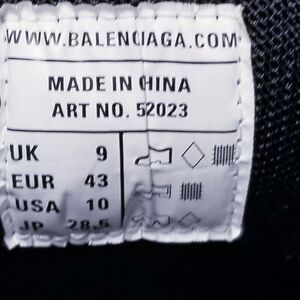 WWW.BALENCIAGA.COM
MADE IN CHINA
ART NO. 52023
UK 9
EUR 43
USA 10
JP 28.5